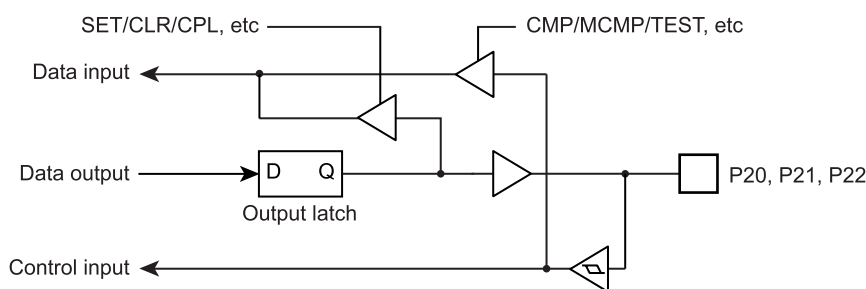 SET/CLR/CPL, etc
CMP/MCMP/TEST, etc
Data input
Data output
D
Q
P20, P21, P22
Output latch
Control input